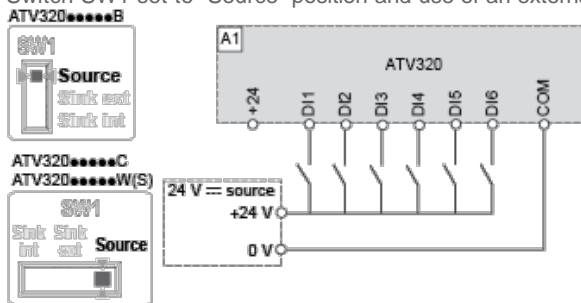 Switch SW1 set to "Source" position and use of an externa
ATV320●●●●●B
SW1
Source
Sink ext
Sink int
A1
ATV320
+24
DI1
DI2
DI3
DI4
DI5
DI6
COM
ATV320●●●●●C
ATV320●●●●●W(S)
SW1
Sink int
Sink ext
Source
24 V ⎓ source
+24 V
0 V